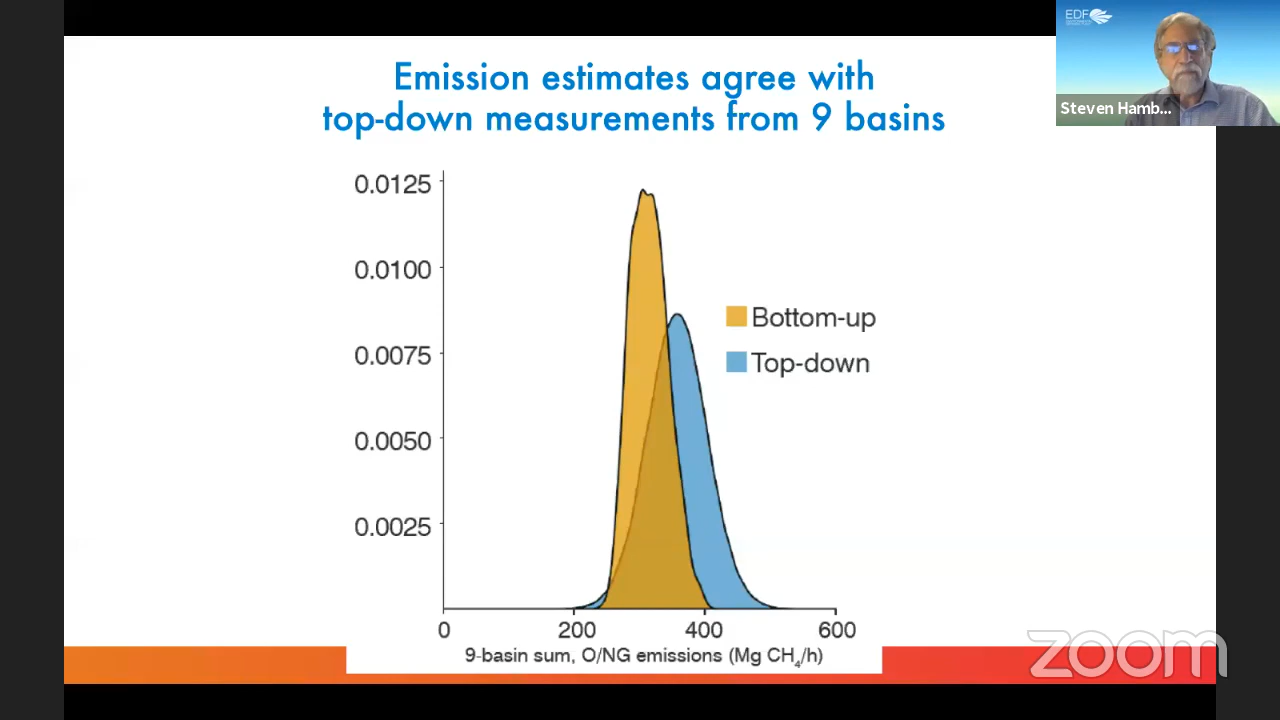 EDF
Steven Hamb...
Emission estimates agree with
top-down measurements from 9 basins
0.0125
0.0100
0.0075
0.0050
0.0025
Bottom-up
Top-down
0 200 400 600
9-basin sum, O/NG emissions (Mg CH₄/h)
zoom